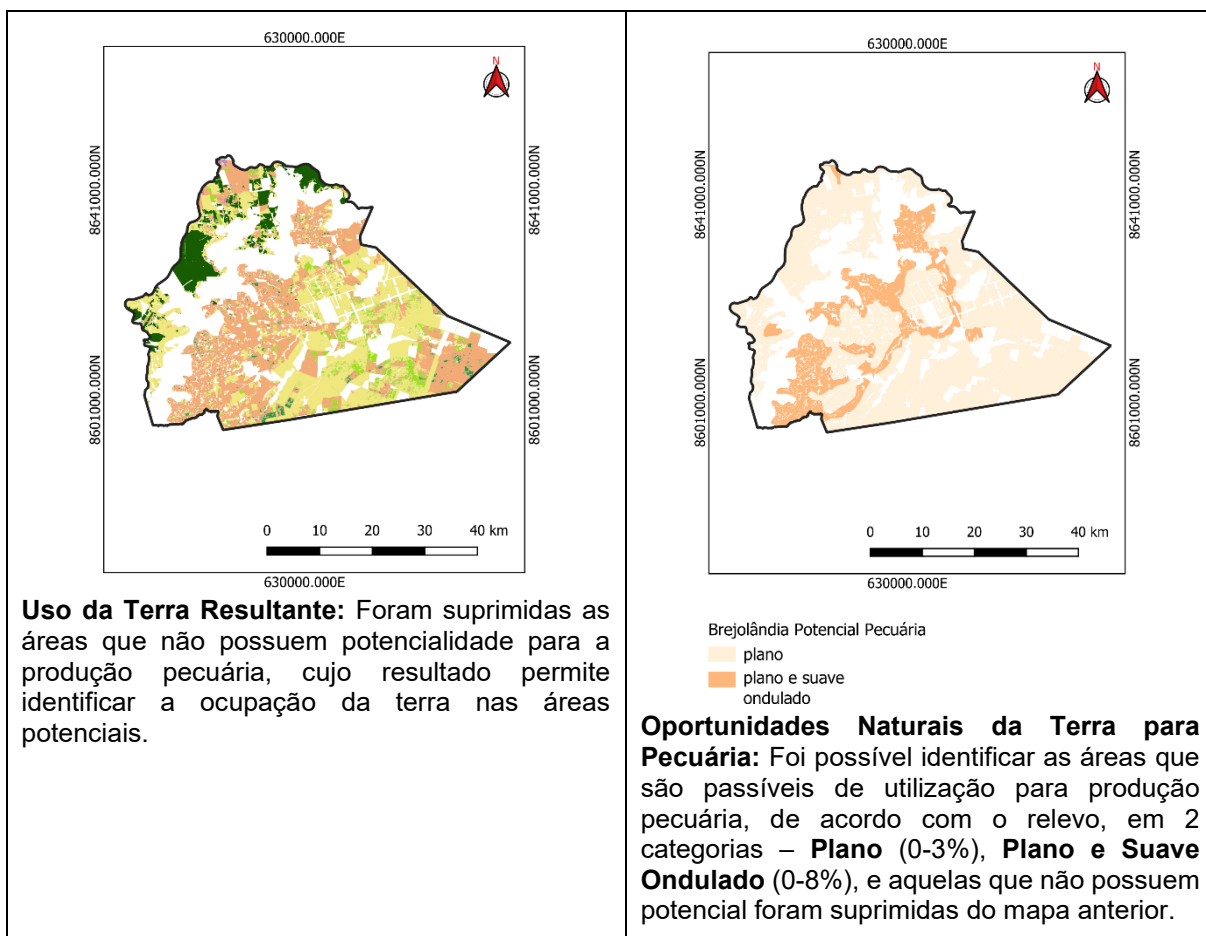 630000.000E
N
8641000.000N
8641000.000N
8601000.000N
8601000.000N
0 10 20 30 40 km
630000.000E
Uso da Terra Resultante: Foram suprimidas as
áreas que não possuem potencialidade para a
produção pecuária, cujo resultado permite
identificar a ocupação da terra nas áreas
potenciais.
630000.000E
N
8641000.000N
8641000.000N
8601000.000N
8601000.000N
0 10 20 30 40 km
630000.000E
Brejolândia Potencial Pecuária
plano
plano e suave
ondulado
Oportunidades Naturais da Terra para
Pecuária: Foi possível identificar as áreas que
são passíveis de utilização para produção
pecuária, de acordo com o relevo, em 2
categorias – Plano (0-3%), Plano e Suave
Ondulado (0-8%), e aquelas que não possuem
potencial foram suprimidas do mapa anterior.